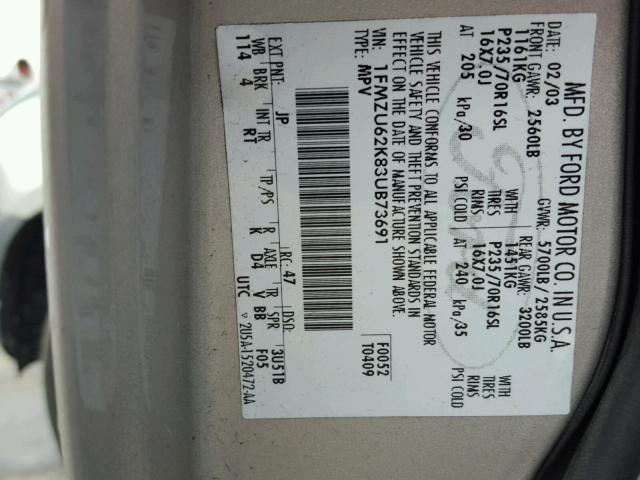 MFD. BY FORD MOTOR CO. IN U.S.A.
DATE: 02/03 GVWR: 5700LB / 2585KG
FRONT GAWR: 2560LB REAR GAWR: 3200LB
1161KG 1451KG
P235/70R16SL TIRES P235/70R16SL TIRES
16X7.0J RIMS 16X7.0J RIMS
AT 205 kPa/30 PSI COLD AT 240 kPa/35 PSI COLD
THIS VEHICLE CONFORMS TO ALL APPLICABLE FEDERAL MOTOR
VEHICLE SAFETY AND THEFT PREVENTION STANDARDS IN
EFFECT ON THE DATE OF MANUFACTURE SHOWN ABOVE.
VIN: 1FMZU62K83UB73691 F0052
TYPE: MPV T0409
EXT PNT: JP RC: 47 DSO:
WB BRK INT TR TP/PS R AXLE TR SPR 3U51B
114 4 RT K D4 V BB F05
UTC ▽ 2U5A-1520472-AA